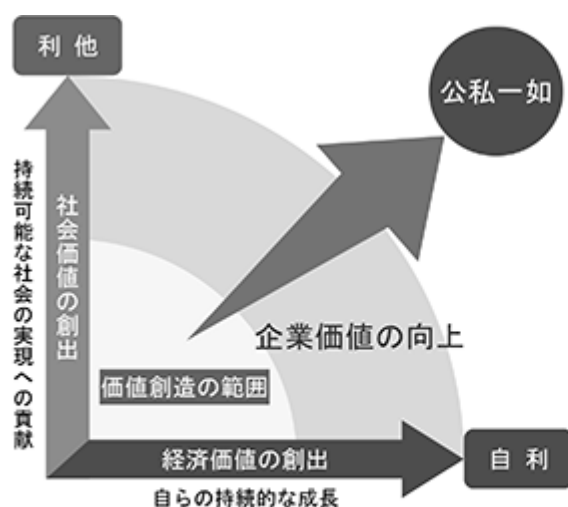 利他
公私一如
持続可能な社会の実現への貢献
社会価値の創出
企業価値の向上
価値創造の範囲
経済価値の創出
自利
自らの持続的な成長